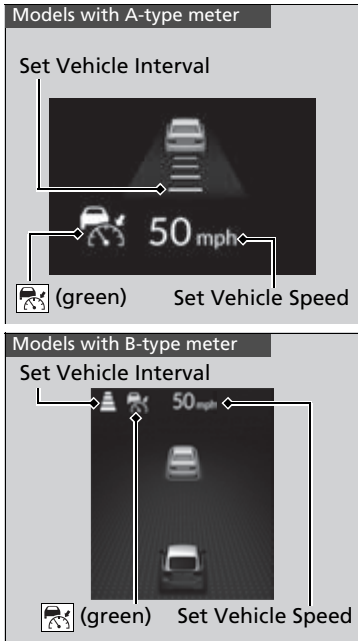 Models with A-type meter
Set Vehicle Interval
50 mph
(green)
Set Vehicle Speed
Models with B-type meter
Set Vehicle Interval
50 mph
(green)
Set Vehicle Speed